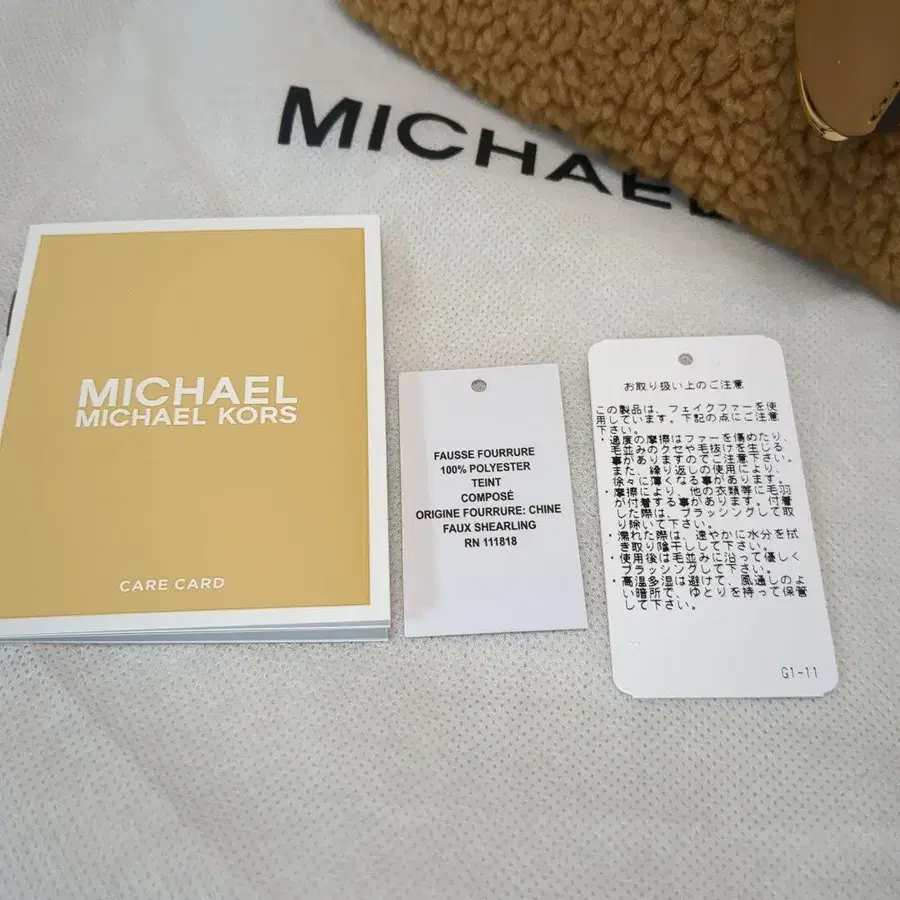 MICHAEL
MICHAEL
MICHAEL KORS
CARE CARD
FAUSSE FOURRURE
100% POLYESTER
TEINT
COMPOSÉ
ORIGINE FOURRURE: CHINE
FAUX SHEARLING
RN 111818
お取り扱い上のご注意
この製品は、フェイクファーを使
用しています。下記の点にご注意
下さい。
・過度の摩擦はファーを傷めたり、
毛並みのクセや毛抜けを生じる
事がありますのでご注意下さい。
また、繰り返しの使用により、
徐々に薄くなる事があります。
・摩擦により、他の衣類等に毛羽
が付着する事があります。付着
した際は、ブラッシングして取
り除いて下さい。
・濡れた際は、速やかに水分を拭
き取り陰干しして下さい。
・使用後は毛並みに沿って優しく
ブラッシングして下さい。
・高温多湿は避けて、風通しのよ
い暗所で、ゆとりを持って保管
して下さい。
G1-11